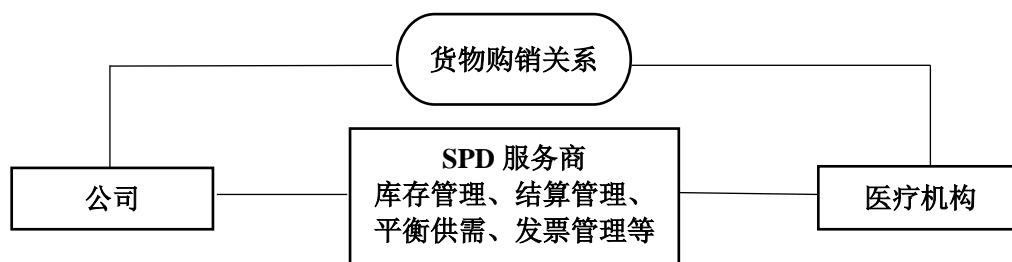 货物购销关系
SPD 服务商
库存管理、结算管理、
平衡供需、发票管理等
公司
医疗机构